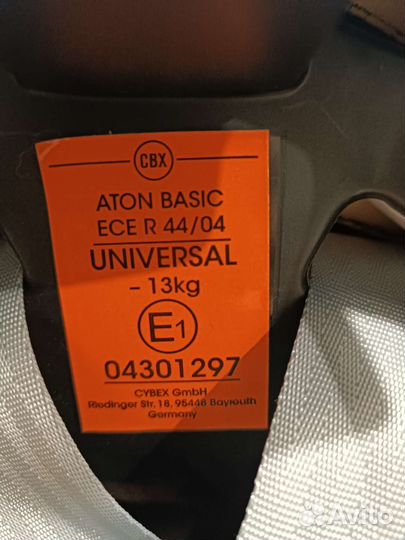 CBX
ATON BASIC
ECE R 44/04
UNIVERSAL
- 13kg
E1
04301297
CYBEX GmbH
Riedinger Str. 18, 95448 Bayreuth
Germany
Avito